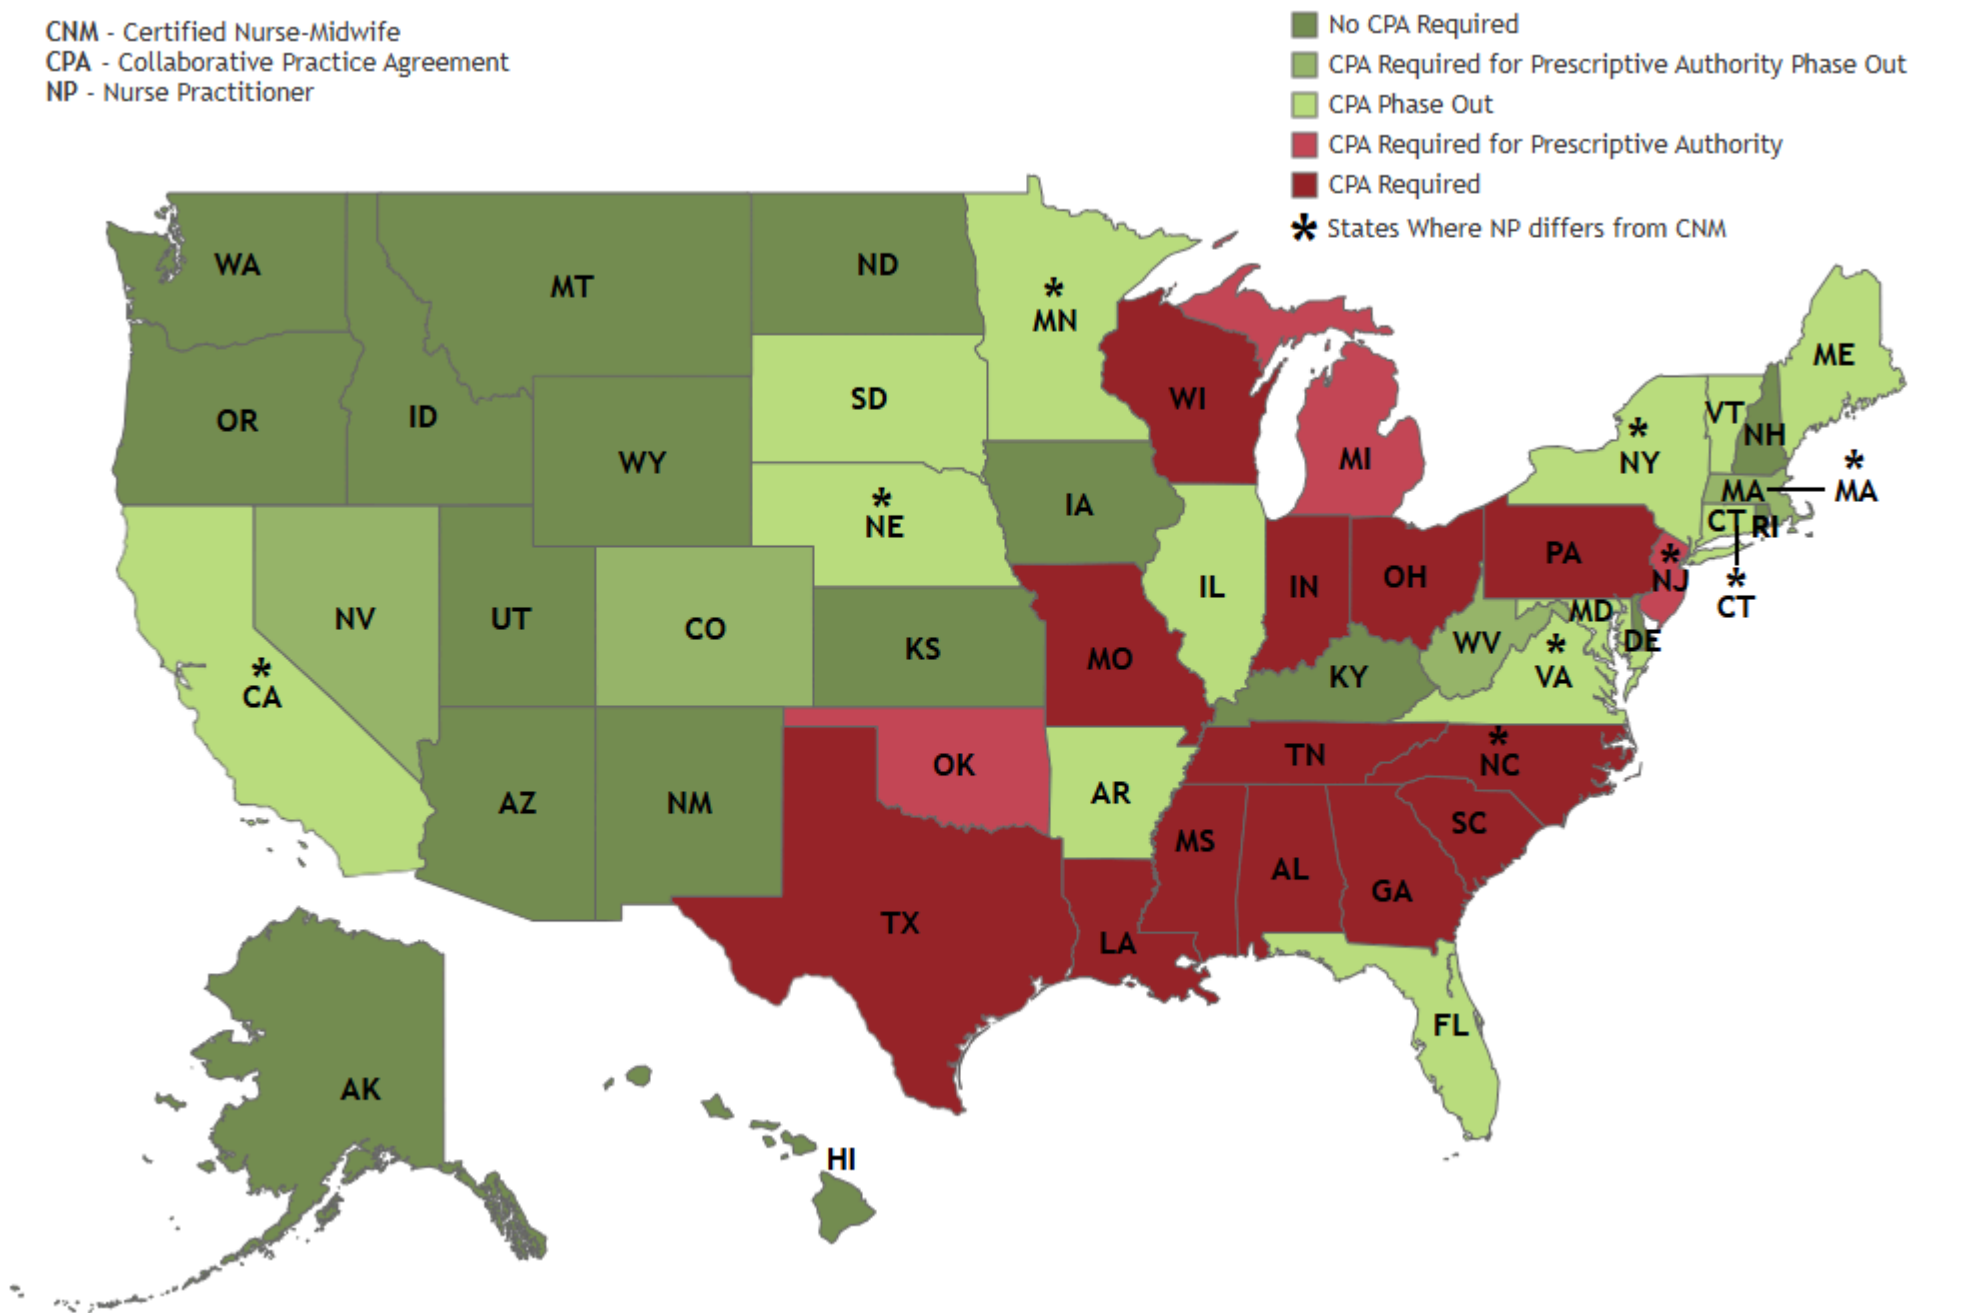 CNM - Certified Nurse-Midwife
CPA - Collaborative Practice Agreement
NP - Nurse Practitioner
No CPA Required
CPA Required for Prescriptive Authority Phase Out
CPA Phase Out
CPA Required for Prescriptive Authority
CPA Required
* States Where NP differs from CNM
WA
MT
ND
*
MN
OR
ID
WY
SD
WI
MI
*
NY
VT
NH
ME
*
MA
MA
CT
RI
*
CT
*
NE
IA
IL
IN
OH
PA
*
NJ
MD
DE
NV
UT
CO
KS
MO
KY
WV
*
VA
*
CA
AZ
NM
OK
AR
TN
*
NC
SC
MS
AL
GA
TX
LA
FL
AK
HI